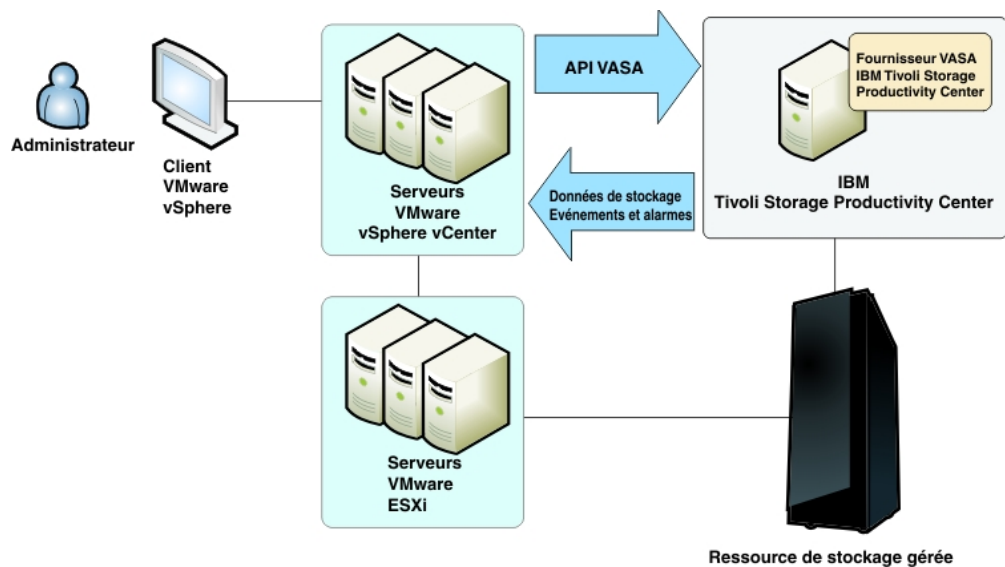 Administrateur
Client
VMware
vSphere
Serveurs
VMware
vSphere vCenter
API VASA
Données de stockage
Evénements et alarmes
Fournisseur VASA
IBM Tivoli Storage
Productivity Center
IBM
Tivoli Storage Productivity Center
Serveurs
VMware
ESXi
Ressource de stockage gérée